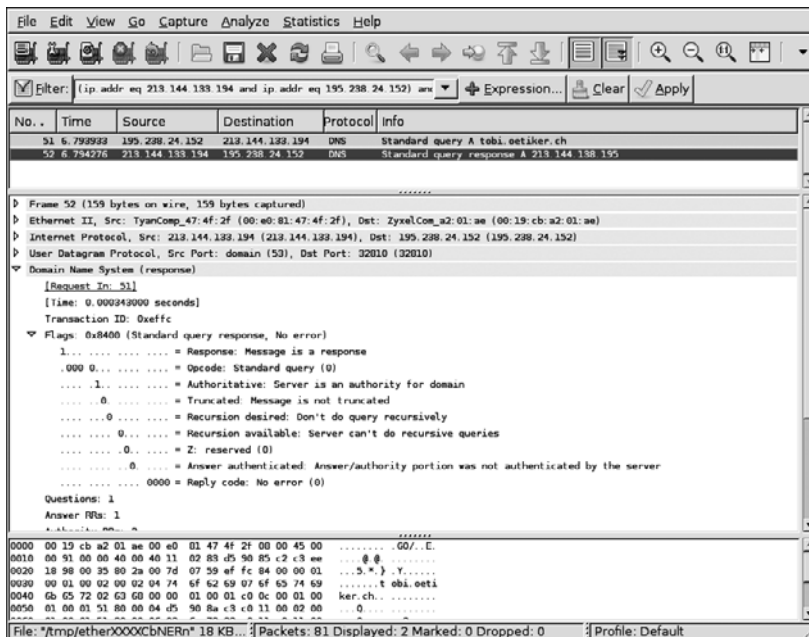 File Edit View Go Capture Analyze Statistics Help
Filter: (ip.addr eq 213.144.133.194 and ip.addr eq 195.238.24.152) an Expression... Clear Apply
No. . Time Source Destination Protocol Info
51 6.793933 195.238.24.152 213.144.133.194 DNS Standard query A tobi.oetiker.ch
52 6.794276 213.144.133.194 195.238.24.152 DNS Standard query response A 213.144.138.195
Frame 52 (159 bytes on wire, 159 bytes captured)
Ethernet II, Src: TyanComp_47:4f:2f (00:e0:81:47:4f:2f), Dst: ZyxelCom_a2:01:ae (00:19:cb:a2:01:ae)
Internet Protocol, Src: 213.144.133.194 (213.144.133.194), Dst: 195.238.24.152 (195.238.24.152)
User Datagram Protocol, Src Port: domain (53), Dst Port: 32810 (32810)
Domain Name System (response)
[Request In: 51]
[Time: 0.000343000 seconds]
Transaction ID: 0xeffc
Flags: 0x8400 (Standard query response, No error)
1... .... .... .... = Response: Message is a response
.000 0... .... .... = Opcode: Standard query (0)
.... .1.. .... .... = Authoritative: Server is an authority for domain
.... ..0. .... .... = Truncated: Message is not truncated
.... ...0 .... .... = Recursion desired: Don't do query recursively
.... .... 0... .... = Recursion available: Server can't do recursive queries
.... .... .0.. .... = Z: reserved (0)
.... .... ..0. .... = Answer authenticated: Answer/authority portion was not authenticated by the server
.... .... .... 0000 = Reply code: No error (0)
Questions: 1
Answer RRs: 1
0000 00 19 cb a2 01 ae 00 e0 81 47 4f 2f 08 00 45 00 ........ .GO/..E.
0010 00 91 00 00 40 00 40 11 02 83 d5 90 85 c2 c3 ee ....@.@. ........
0020 18 98 00 35 80 2a 00 7d 07 59 ef fc 84 00 00 01 ...5.*.} .Y......
0030 00 01 00 02 00 02 04 74 6f 62 69 07 6f 65 74 69 .......t obi.oeti
0040 6b 65 72 02 63 68 00 00 01 00 01 c0 0c 00 01 00 ker.ch.. ........
0050 01 00 01 51 80 00 04 d5 90 8a c3 c0 11 00 02 00 ...Q.... ........
File: "/tmp/etherXXXXCbNERn" 18 KB... Packets: 81 Displayed: 2 Marked: 0 Dropped: 0 Profile: Default